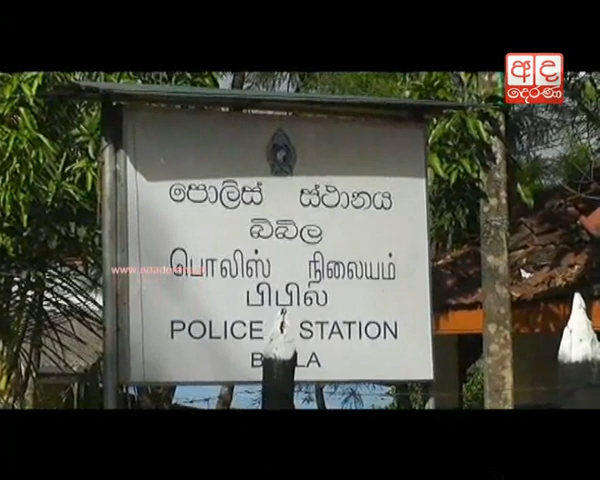 අද
දෙරණ
පොලිස් ස්ථානය
බිබිල
பொலிஸ் நிலையம்
பிபில
POLICE STATION